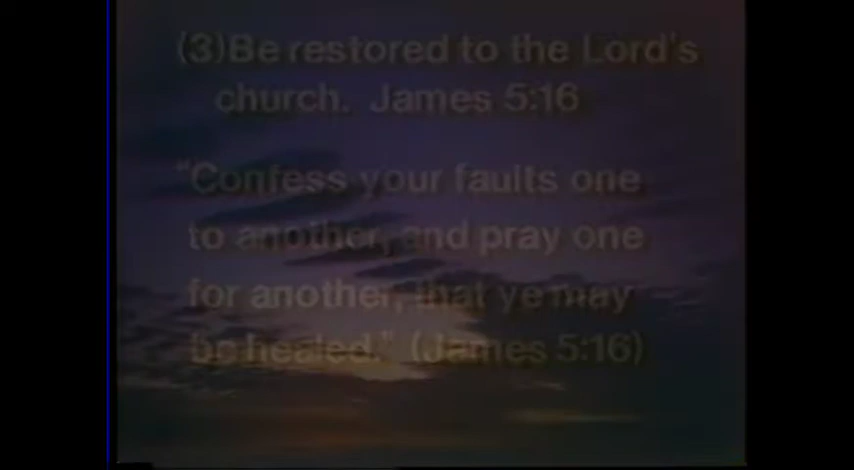 (3)Be restored to the Lord's
church. James 5:16
"Confess your faults one
to another, and pray one
for another, that ye may
be healed." (James 5:16)